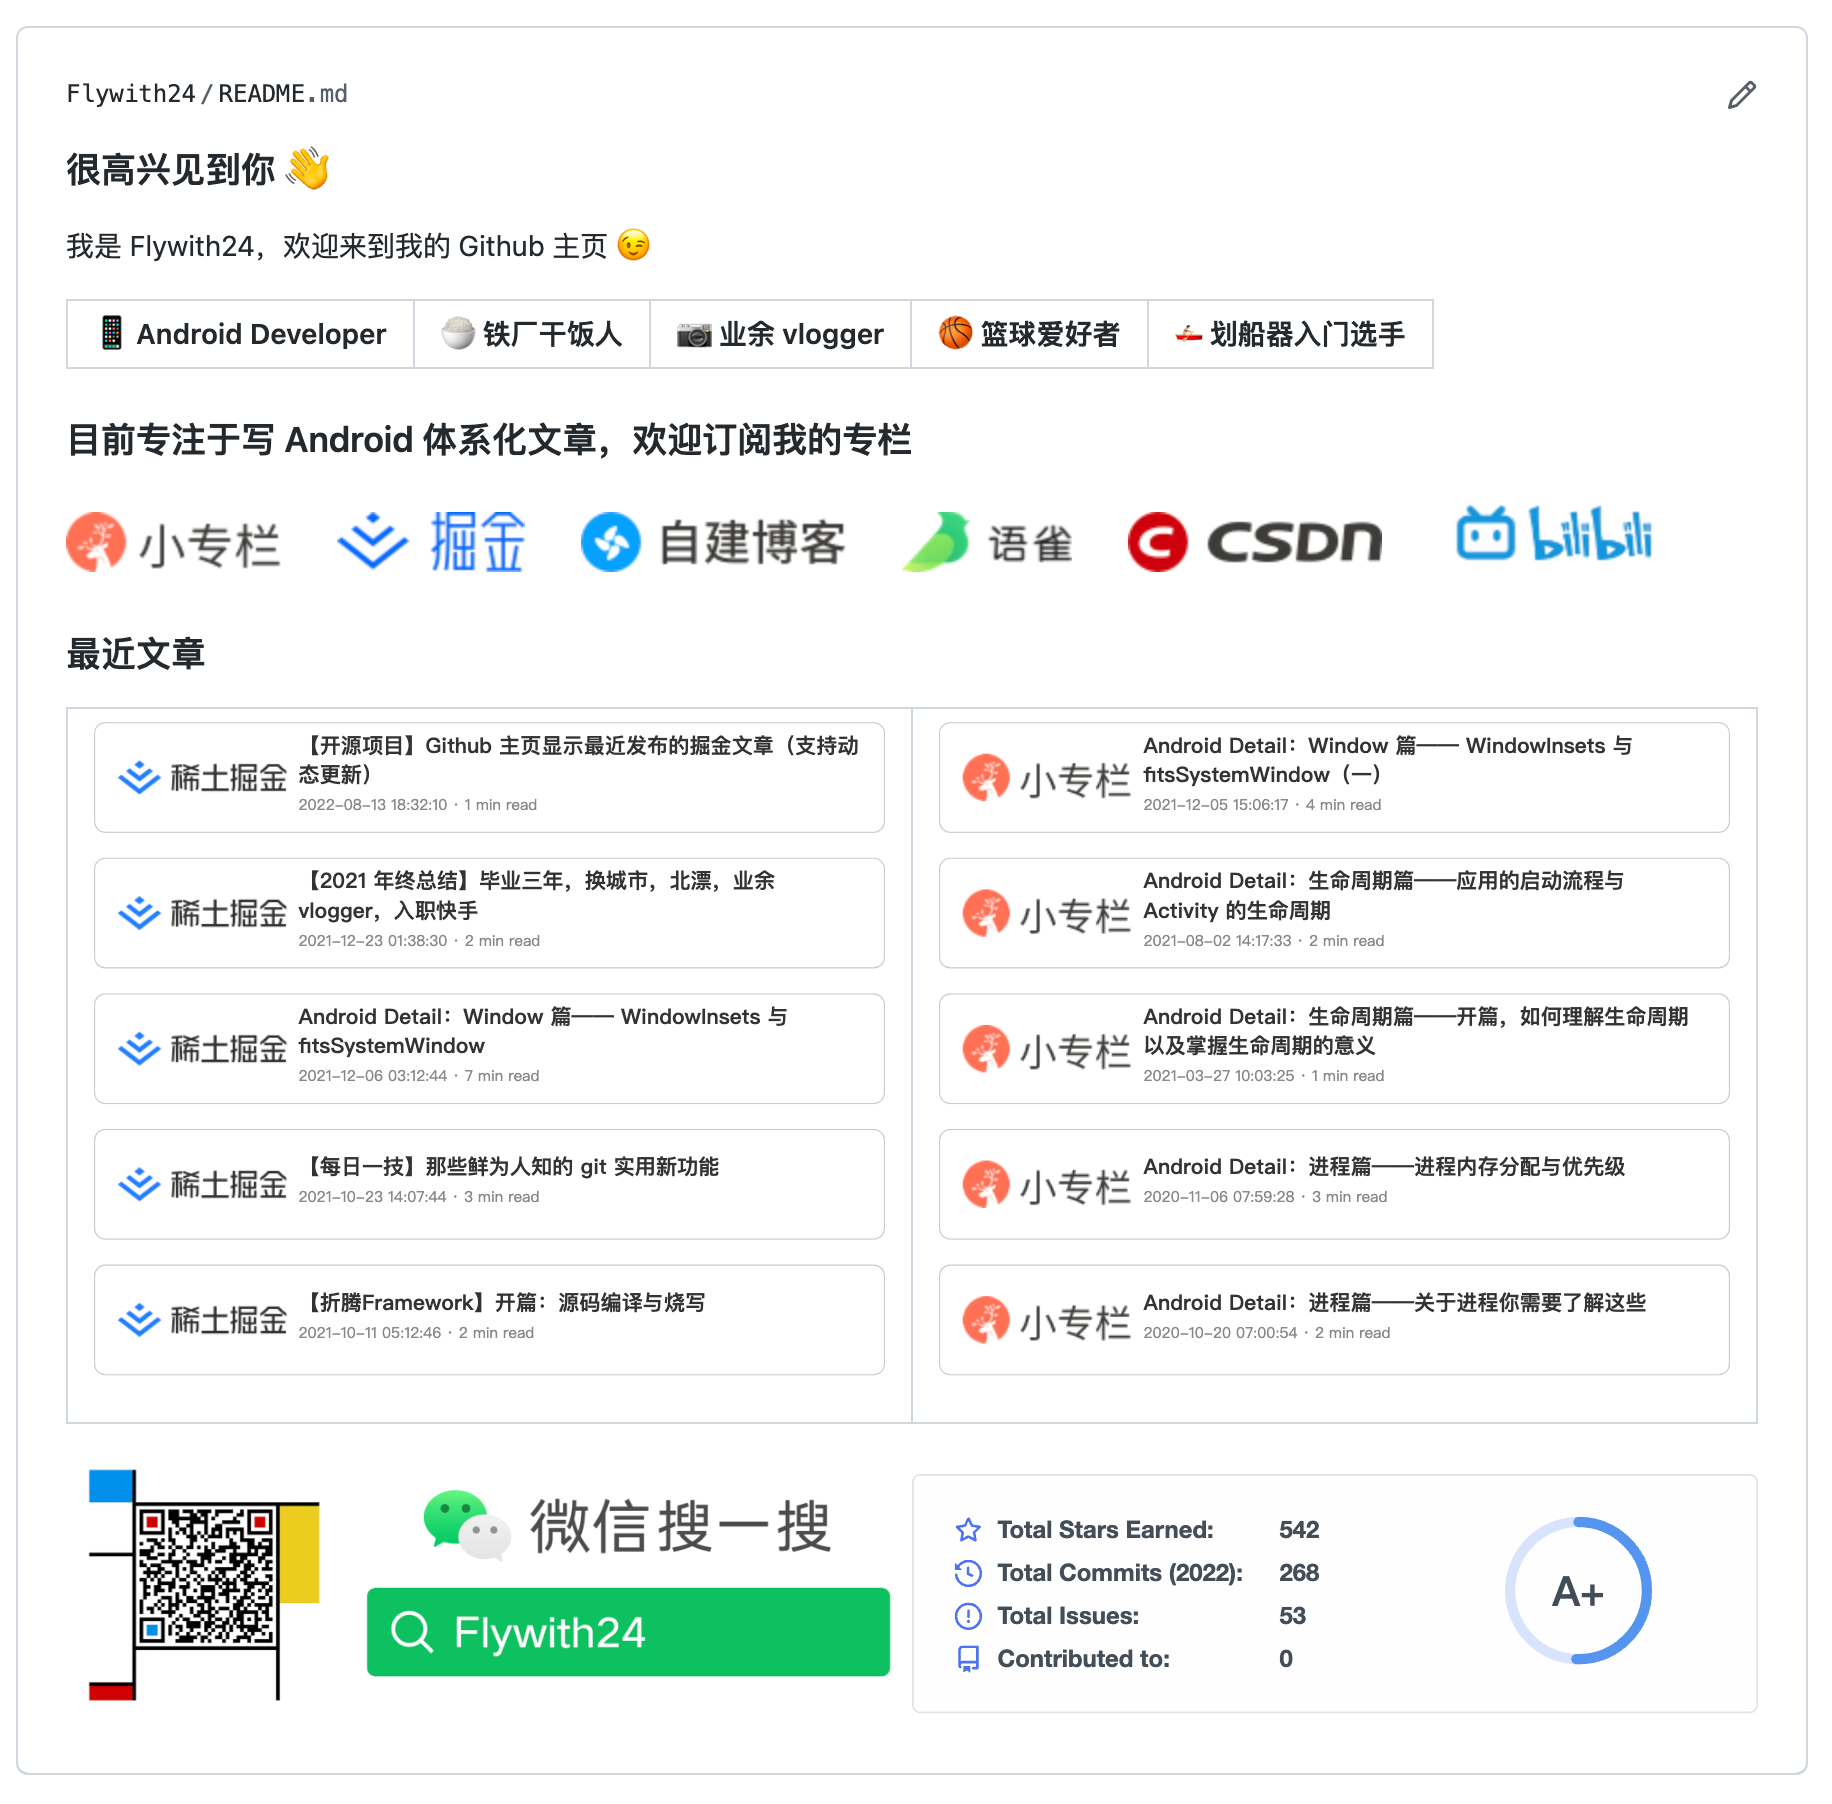 Flywith24/README.md
很高兴见到你 👋
我是 Flywith24，欢迎来到我的 Github 主页 😉
📱 Android Developer
🍚 铁厂干饭人
📷 业余 vlogger
🏀 篮球爱好者
🚣 划船器入门选手
目前专注于写 Android 体系化文章，欢迎订阅我的专栏
小专栏
掘金
自建博客
语雀
CSDN
bilibili
最近文章
稀土掘金
【开源项目】Github 主页显示最近发布的掘金文章（支持动
态更新）
2022-08-13 18:32:10 · 1 min read
稀土掘金
【2021 年终总结】毕业三年，换城市，北漂，业余
vlogger，入职快手
2021-12-23 01:38:30 · 2 min read
稀土掘金
Android Detail：Window 篇—— WindowInsets 与
fitsSystemWindow
2021-12-06 03:12:44 · 7 min read
稀土掘金
【每日一技】那些鲜为人知的 git 实用新功能
2021-10-23 14:07:44 · 3 min read
稀土掘金
【折腾Framework】开篇：源码编译与烧写
2021-10-11 05:12:46 · 2 min read
小专栏
Android Detail：Window 篇—— WindowInsets 与
fitsSystemWindow（一）
2021-12-05 15:06:17 · 4 min read
小专栏
Android Detail：生命周期篇——应用的启动流程与
Activity 的生命周期
2021-08-02 14:17:33 · 2 min read
小专栏
Android Detail：生命周期篇——开篇，如何理解生命周期
以及掌握生命周期的意义
2021-03-27 10:03:25 · 1 min read
小专栏
Android Detail：进程篇——进程内存分配与优先级
2020-11-06 07:59:28 · 3 min read
小专栏
Android Detail：进程篇——关于进程你需要了解这些
2020-10-20 07:00:54 · 2 min read
微信搜一搜
Flywith24
Total Stars Earned: 542
Total Commits (2022): 268
Total Issues: 53
Contributed to: 0
A+